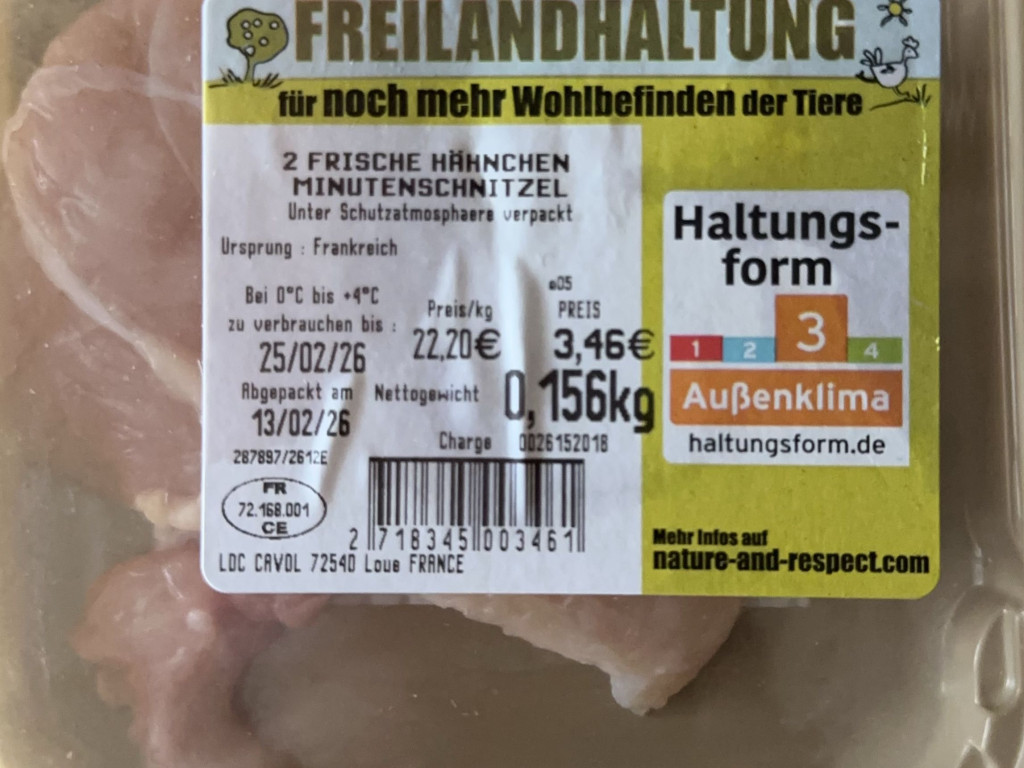 FREILANDHALTUNG
für noch mehr Wohlbefinden der Tiere
2 FRISCHE HÄHNCHEN
MINUTENSCHNITZEL
Unter Schutzatmosphaere verpackt
Ursprung : Frankreich
Bei 0°C bis +4°C
zu verbrauchen bis :
25/02/26
Abgepackt am
13/02/26
287897/2612E
Preis/kg
22,20€
e05
PREIS
3,46€
Nettogewicht 0,156kg
Charge 0026152018
FR
72.168.001
CE
2 718345 003461
LDC CAVOL 72540 Loue FRANCE
Haltungs-
form
1 2 3 4
Außenklima
haltungsform.de
Mehr Infos auf
nature-and-respect.com